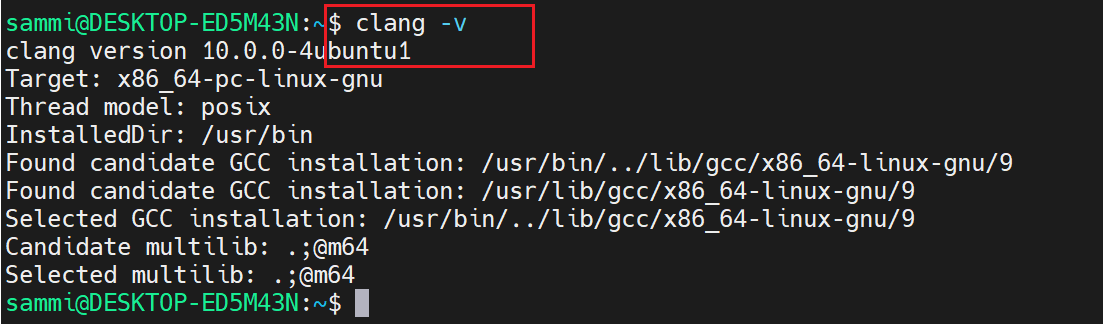 sammi@DESKTOP-ED5M43N:~$ clang -v
clang version 10.0.0-4ubuntu1
Target: x86_64-pc-linux-gnu
Thread model: posix
InstalledDir: /usr/bin
Found candidate GCC installation: /usr/bin/../lib/gcc/x86_64-linux-gnu/9
Found candidate GCC installation: /usr/lib/gcc/x86_64-linux-gnu/9
Selected GCC installation: /usr/bin/../lib/gcc/x86_64-linux-gnu/9
Candidate multilib: .;@m64
Selected multilib: .;@m64
sammi@DESKTOP-ED5M43N:~$